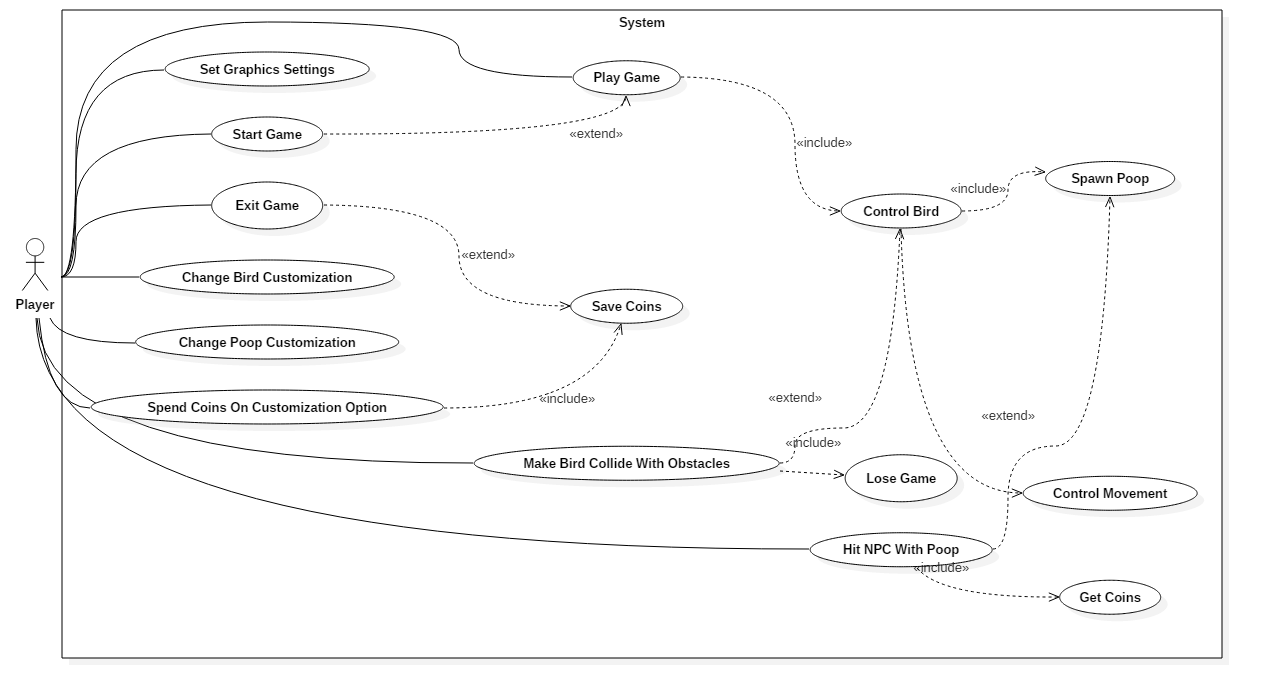 System
Set Graphics Settings
Play Game
Start Game
«extend»
«include»
Spawn Poop
«include»
Exit Game
Control Bird
«extend»
Change Bird Customization
Player
Save Coins
Change Poop Customization
Spend Coins On Customization Option
«include»
«extend»
«extend»
«include»
Make Bird Collide With Obstacles
Lose Game
Control Movement
Hit NPC With Poop
«include»
Get Coins